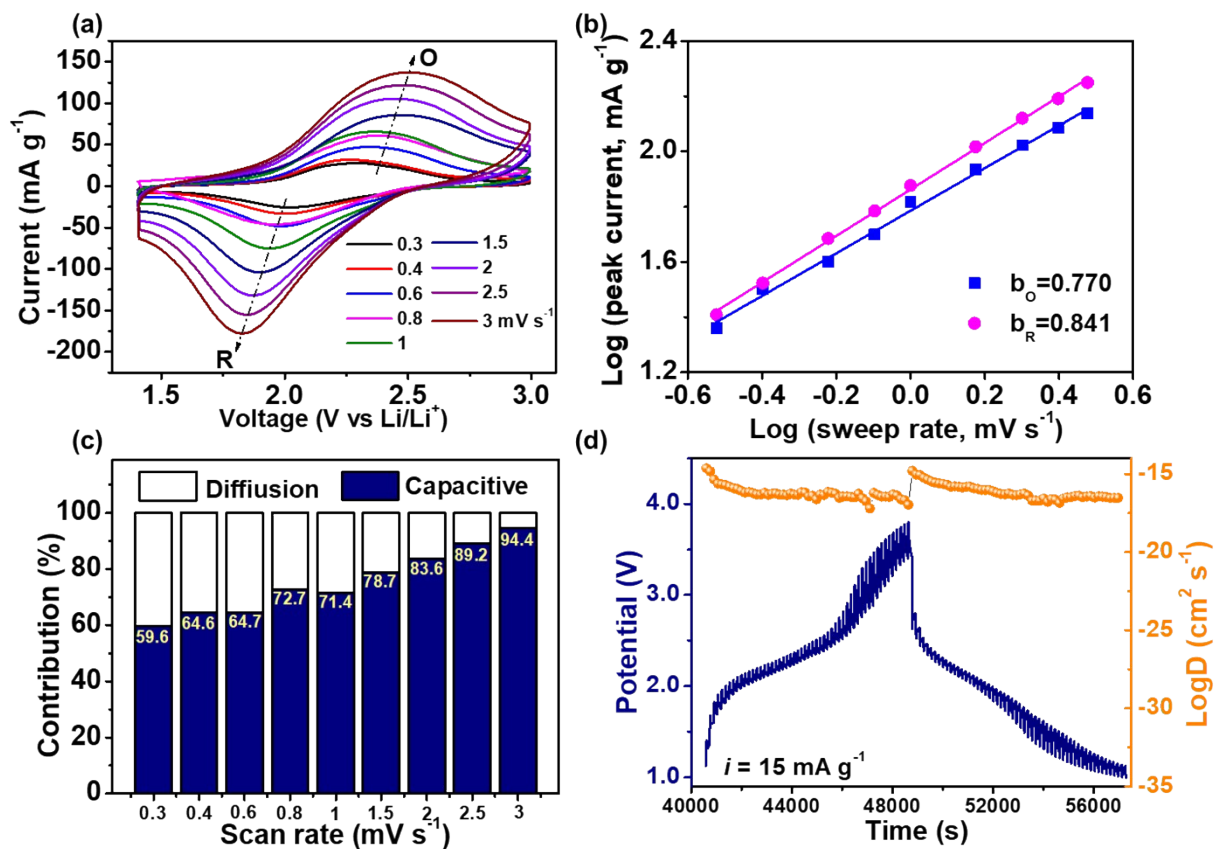 (a)
O
R
0.3
0.4
0.6
0.8
1
1.5
2
2.5
3 mV s⁻¹
150
100
50
0
-50
-100
-150
-200
Current (mA g⁻¹)
1.5 2.0 2.5 3.0
Voltage (V vs Li/Li⁺)
(b)
2.4
2.0
1.6
1.2
Log (peak current, mA g⁻¹)
b_O=0.770
b_R=0.841
-0.6 -0.4 -0.2 0.0 0.2 0.4 0.6
Log (sweep rate, mV s⁻¹)
(c)
Diffiusion Capacitive
100
80
60
40
20
0
Contribution (%)
59.6 64.6 64.7 72.7 71.4 78.7 83.6 89.2 94.4
0.3 0.4 0.6 0.8 1 1.5 2 2.5 3
Scan rate (mV s⁻¹)
(d)
4.0
3.0
2.0
1.0
Potential (V)
i = 15 mA g⁻¹
-15
-20
-25
-30
-35
LogD (cm² s⁻¹)
40000 44000 48000 52000 56000
Time (s)